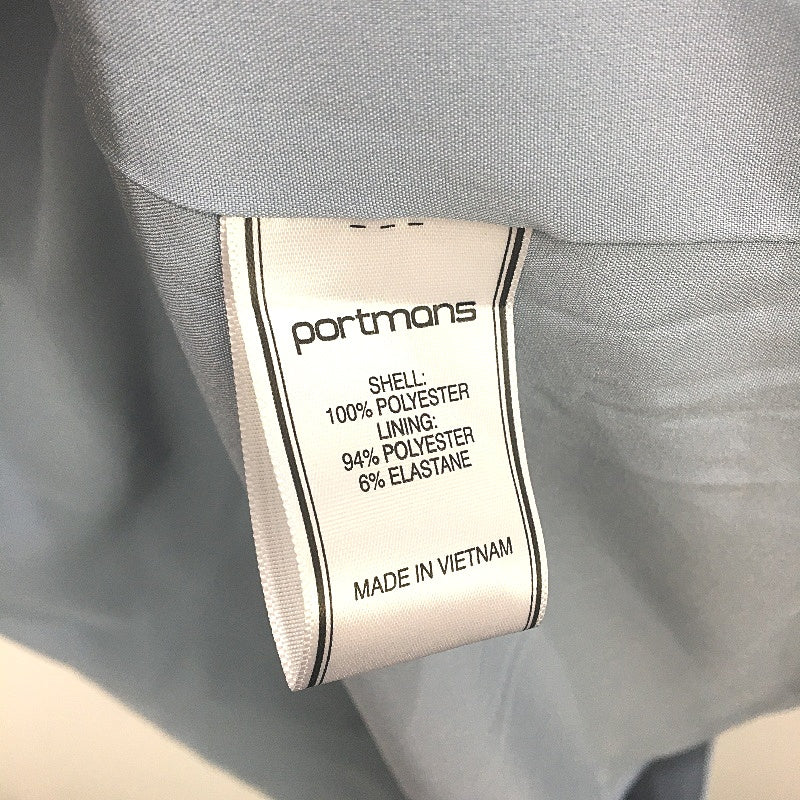 portmans
SHELL:
100% POLYESTER
LINING:
94% POLYESTER
6% ELASTANE
MADE IN VIETNAM